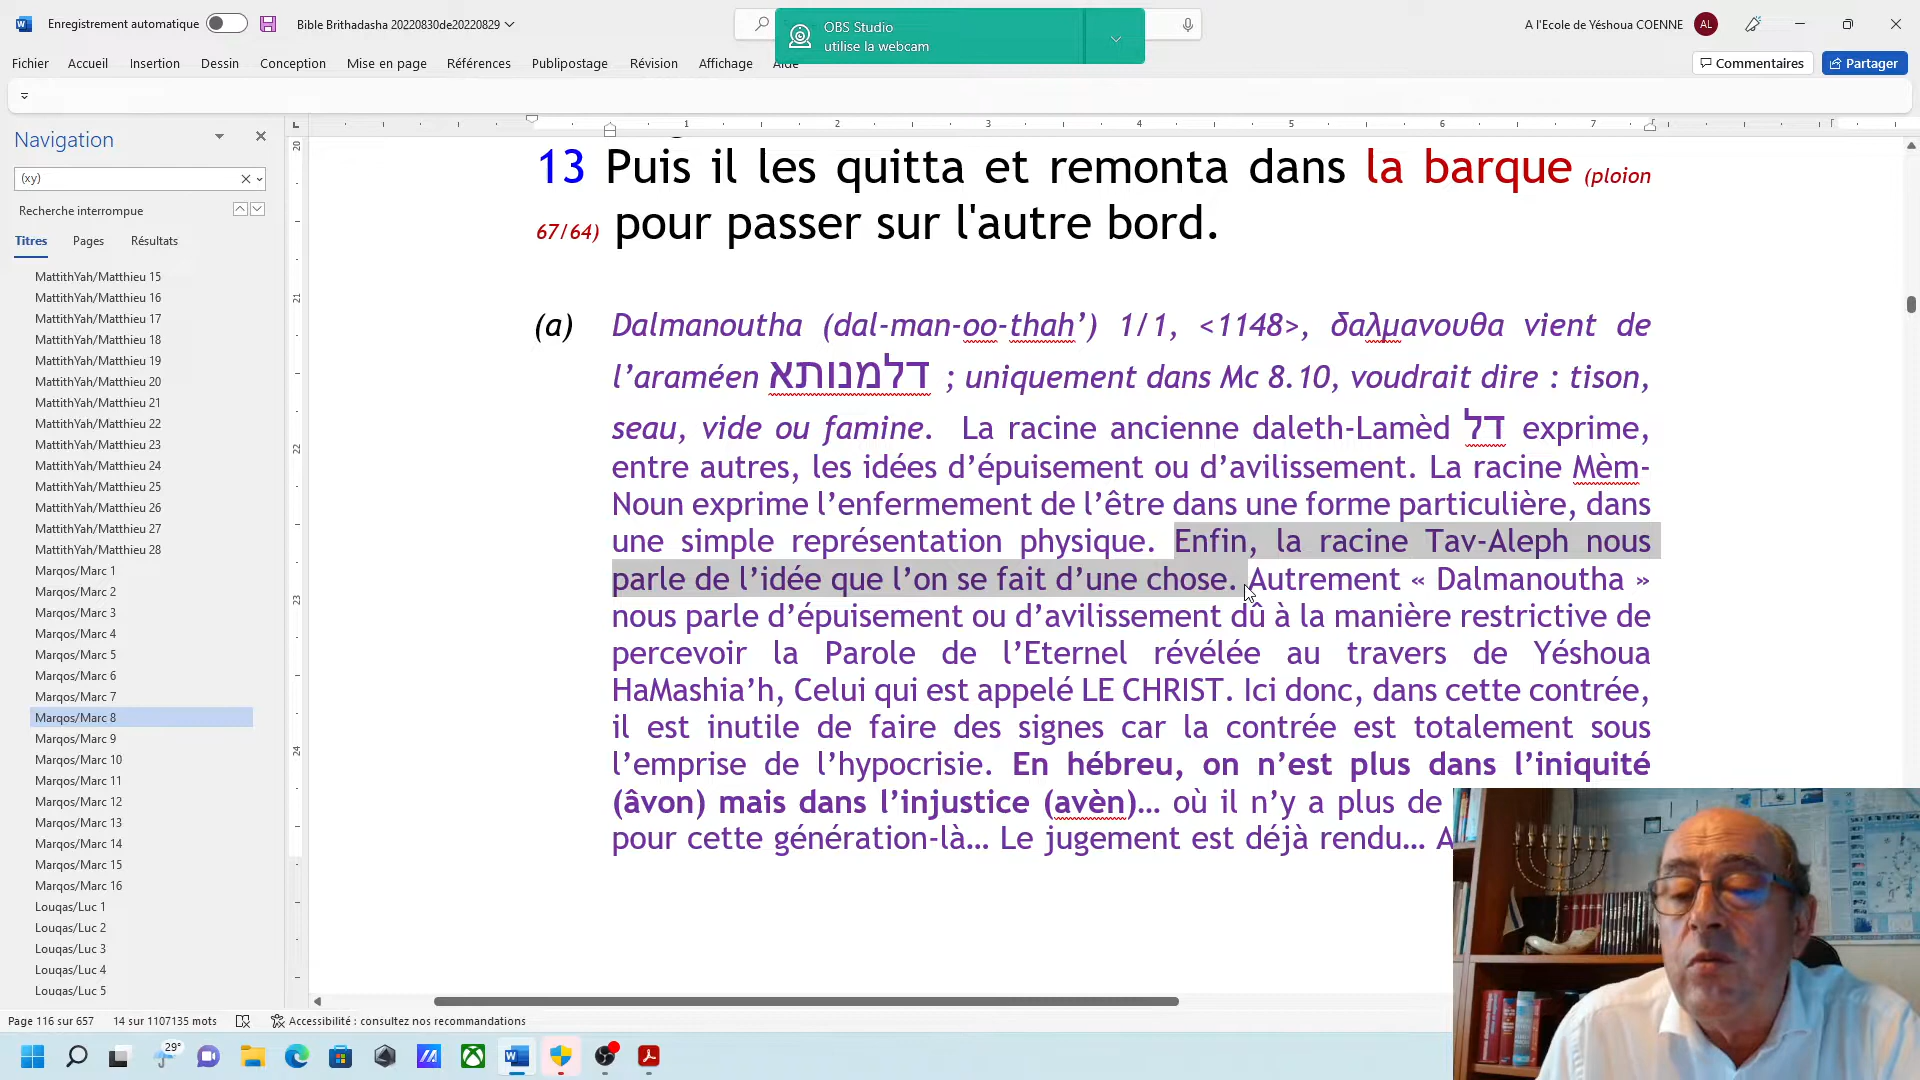 Enregistrement automatique
Bible Brithadasha 20220830de20220829
OBS Studio
utilise la webcam
A l'Ecole de Yéshoua COENNE
AL
Fichier Accueil Insertion Dessin Conception Mise en page Références Publipostage Révision Affichage Aide
Commentaires
Partager
Navigation
(xy)
Recherche interrompue
Titres Pages Résultats
MattithYah/Matthieu 15
MattithYah/Matthieu 16
MattithYah/Matthieu 17
MattithYah/Matthieu 18
MattithYah/Matthieu 19
MattithYah/Matthieu 20
MattithYah/Matthieu 21
MattithYah/Matthieu 22
MattithYah/Matthieu 23
MattithYah/Matthieu 24
MattithYah/Matthieu 25
MattithYah/Matthieu 26
MattithYah/Matthieu 27
MattithYah/Matthieu 28
Marqos/Marc 1
Marqos/Marc 2
Marqos/Marc 3
Marqos/Marc 4
Marqos/Marc 5
Marqos/Marc 6
Marqos/Marc 7
Marqos/Marc 8
Marqos/Marc 9
Marqos/Marc 10
Marqos/Marc 11
Marqos/Marc 12
Marqos/Marc 13
Marqos/Marc 14
Marqos/Marc 15
Marqos/Marc 16
Louqas/Luc 1
Louqas/Luc 2
Louqas/Luc 3
Louqas/Luc 4
Louqas/Luc 5
1 2 3 4 5 6 7
20
21
22
23
24
13 Puis il les quitta et remonta dans la barque (ploion
67/64) pour passer sur l'autre bord.
(a) Dalmanoutha (dal-man-oo-thah’) 1/1, <1148>, δαλμανουθα vient de
l’araméen דלמנותא ; uniquement dans Mc 8.10, voudrait dire : tison,
seau, vide ou famine. La racine ancienne daleth-Lamèd דל exprime,
entre autres, les idées d’épuisement ou d’avilissement. La racine Mèm-
Noun exprime l’enfermement de l’être dans une forme particulière, dans
une simple représentation physique. Enfin, la racine Tav-Aleph nous
parle de l’idée que l’on se fait d’une chose. Autrement « Dalmanoutha »
nous parle d’épuisement ou d’avilissement dû à la manière restrictive de
percevoir la Parole de l’Eternel révélée au travers de Yéshoua
HaMashia’h, Celui qui est appelé LE CHRIST. Ici donc, dans cette contrée,
il est inutile de faire des signes car la contrée est totalement sous
l’emprise de l’hypocrisie. En hébreu, on n’est plus dans l’iniquité
(âvon) mais dans l’injustice (avèn)… où il n’y a plus de
pour cette génération-là… Le jugement est déjà rendu… A
Page 116 sur 657 14 sur 1107135 mots Accessibilité : consultez nos recommandations
29°